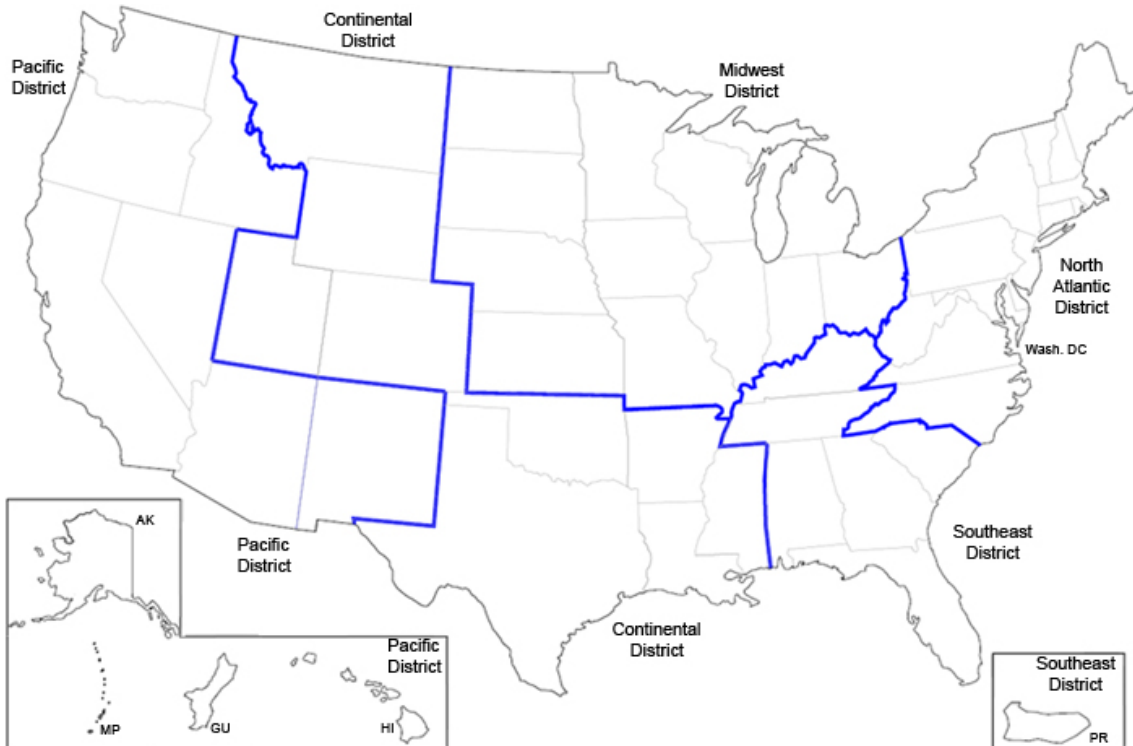 Continental
District
Pacific
District
Midwest
District
North
Atlantic
District
Wash. DC
AK
Pacific
District
Southeast
District
Continental
District
Pacific
District
MP
GU
HI
Southeast
District
PR